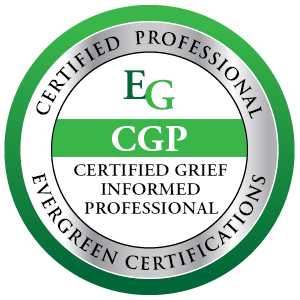 CERTIFIED PROFESSIONAL
EG
CGP
CERTIFIED GRIEF
INFORMED
PROFESSIONAL
EVERGREEN CERTIFICATIONS